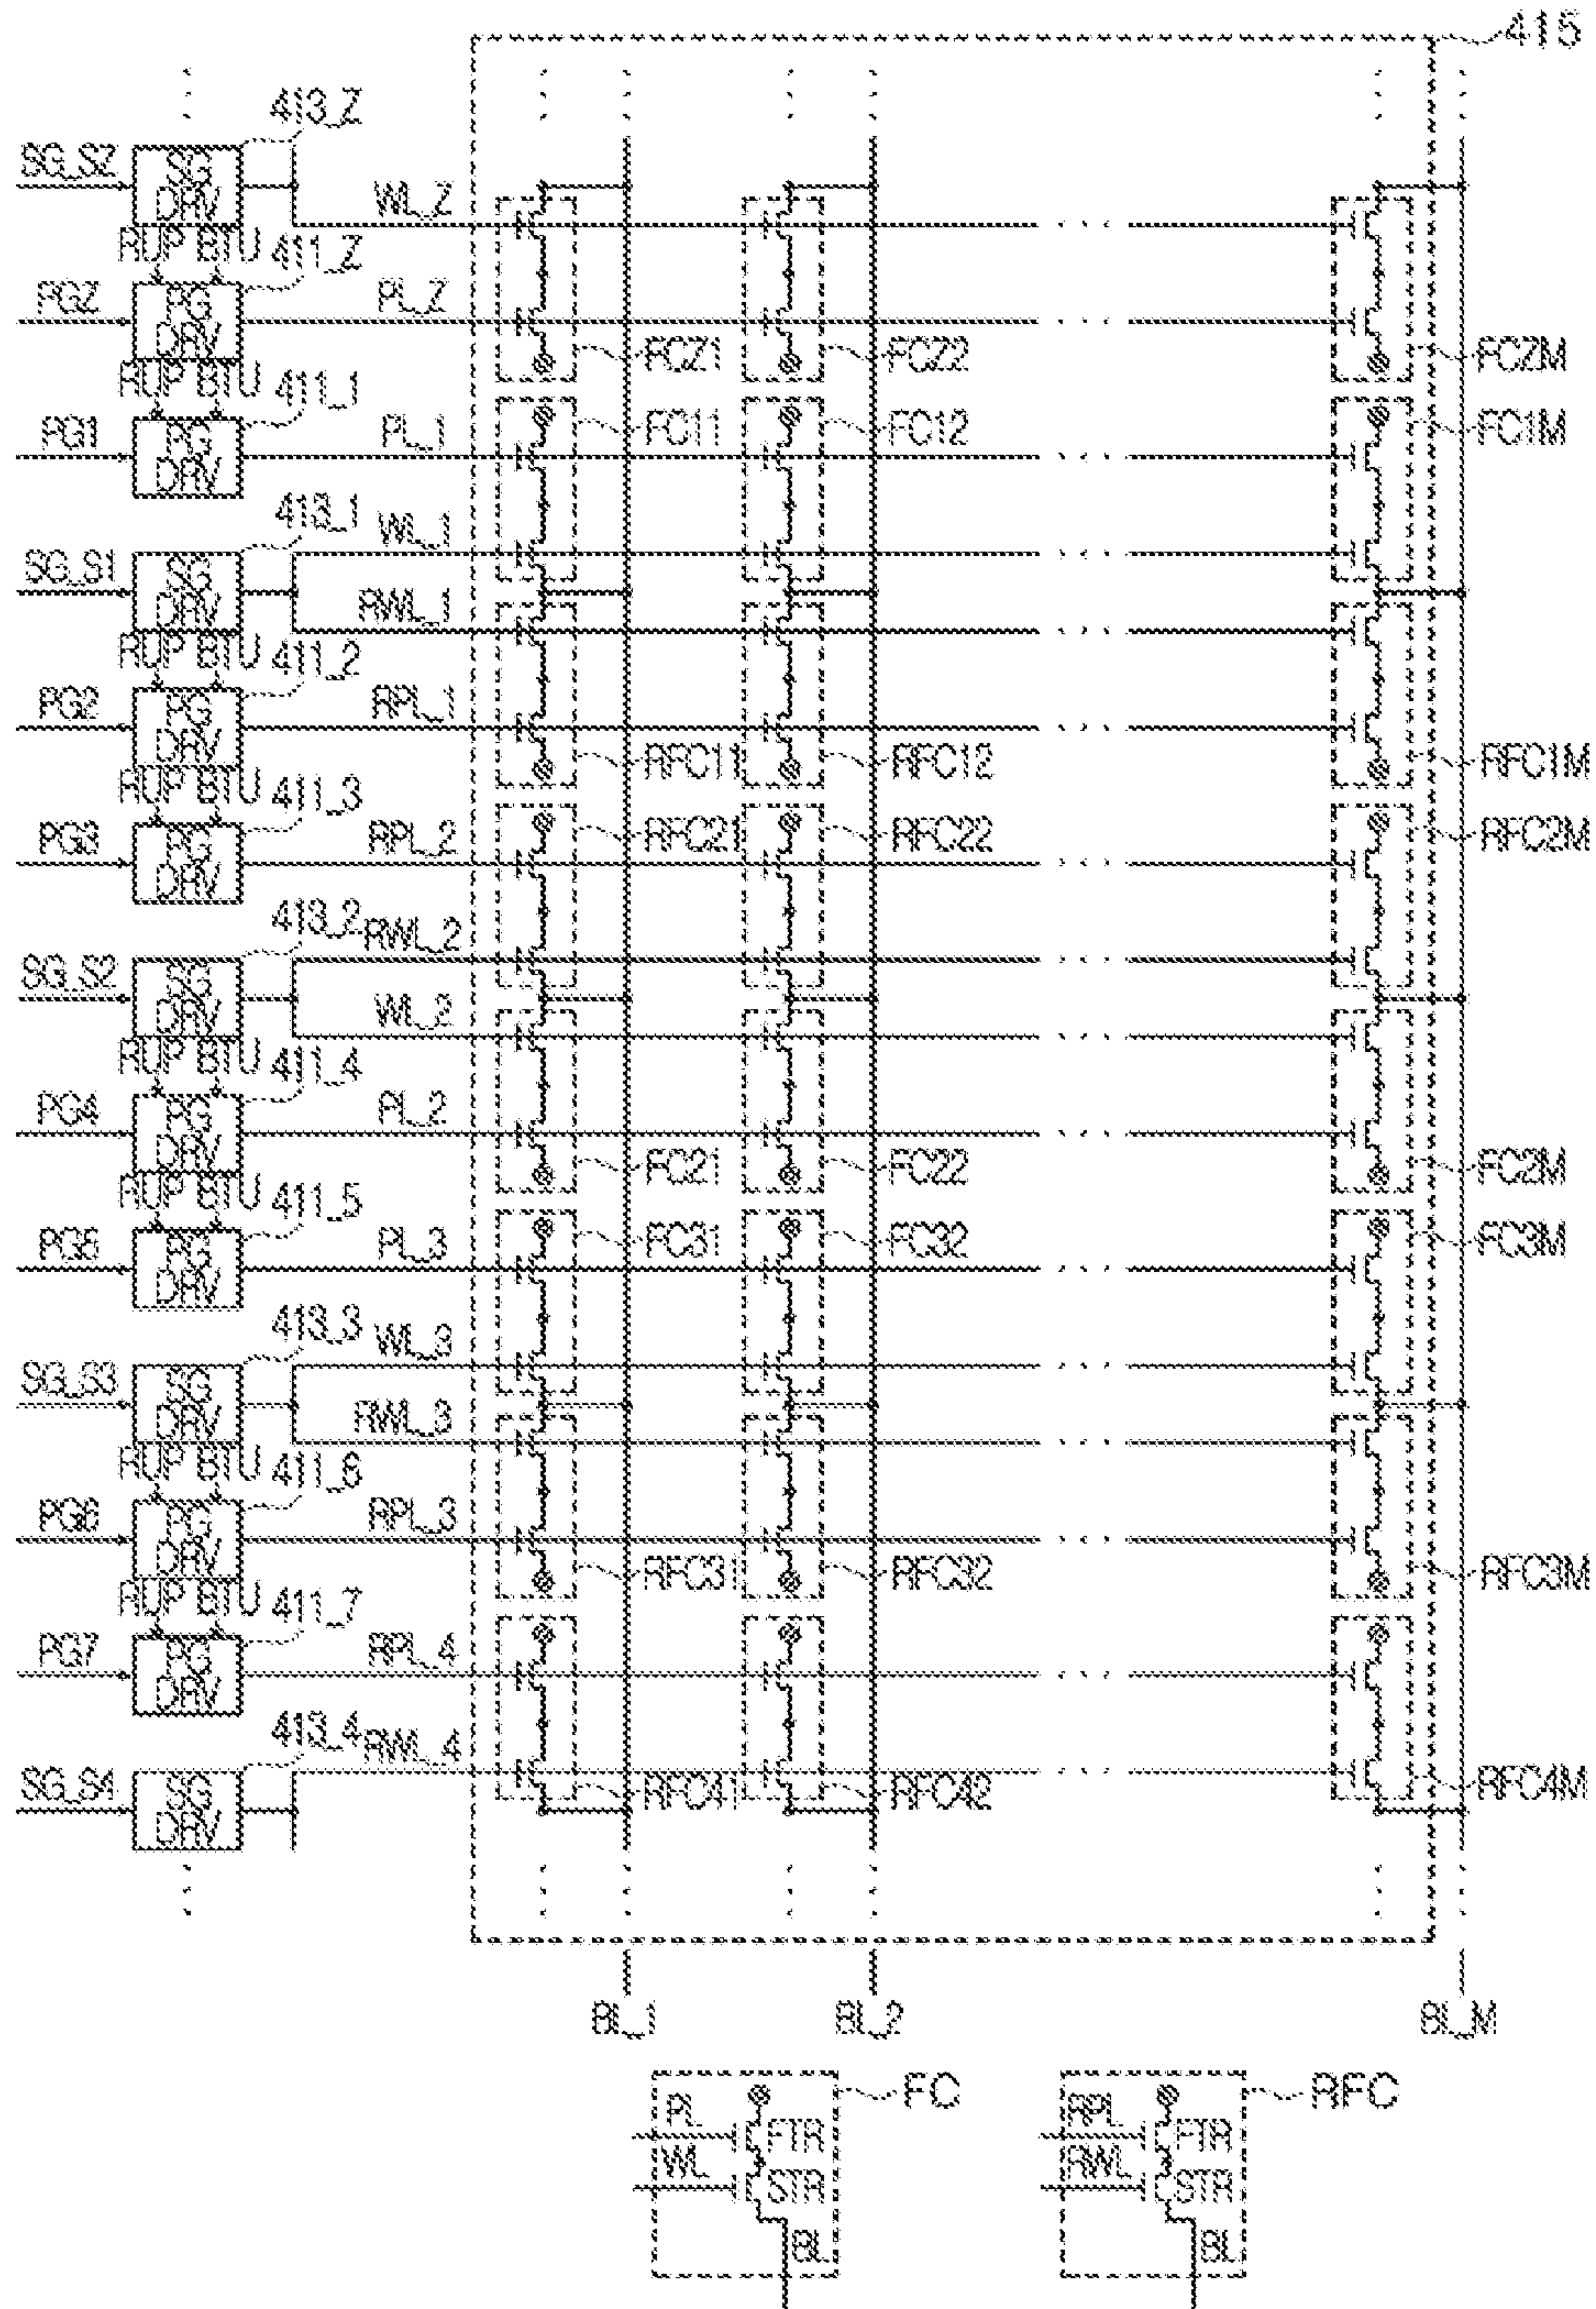 415
413_Z
SG_SZ
SG
DRV
WL_Z
RUP BTU
411_Z
PGZ
PG
DRV
PL_Z
FCZ1
FCZ2
FCZM
RUP BTU
411_1
PG1
PG
DRV
PL_1
FC11
FC12
FC1M
413_1
WL_1
SG_S1
SG
DRV
RWL_1
RUP BTU
411_2
PG2
PG
DRV
RPL_1
RFC11
RFC12
RFC1M
RUP BTU
411_3
PG3
PG
DRV
RPL_2
RFC21
RFC22
RFC2M
413_2
RWL_2
SG_S2
SG
DRV
WL_2
RUP BTU
411_4
PG4
PG
DRV
PL_2
FC21
FC22
FC2M
RUP BTU
411_5
PG5
PG
DRV
PL_3
FC31
FC32
FC3M
413_3
WL_3
SG_S3
SG
DRV
RWL_3
RUP BTU
411_6
PG6
PG
DRV
RPL_3
RFC31
RFC32
RFC3M
RUP BTU
411_7
PG7
PG
DRV
RPL_4
413_4
RWL_4
SG_S4
SG
DRV
RFC41
RFC42
RFC4M
BL_1
BL_2
BL_M
FC
PL
FTR
WL
STR
BL
RFC
RPL
FTR
RWL
STR
BL